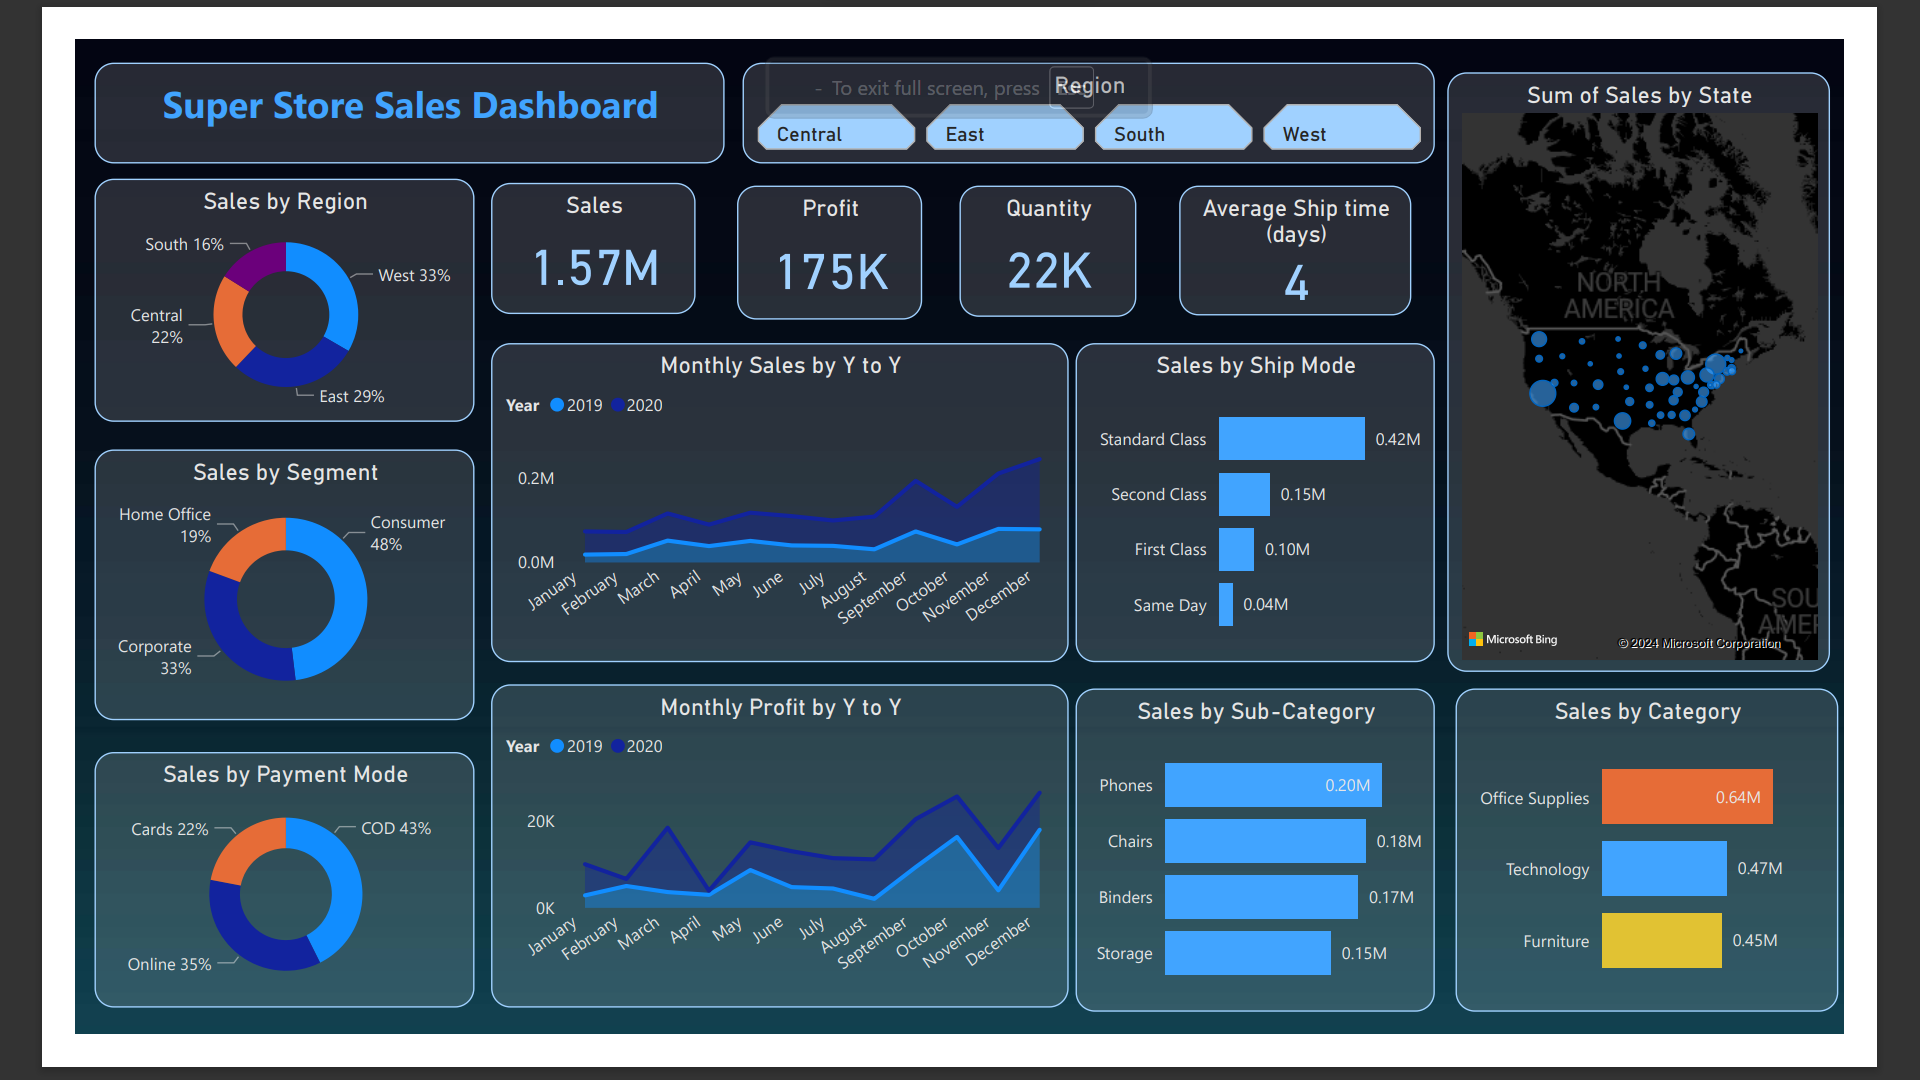 Super Store Sales Dashboard
- To exit full screen, press
Region
Central
East
South
West
Sum of Sales by State
NORTH
AMERICA
SOU
AMER
Microsoft Bing
© 2024 Microsoft Corporation
Sales by Region
South 16%
West 33%
Central
22%
East 29%
Sales
1.57M
Profit
175K
Quantity
22K
Average Ship time
(days)
4
Sales by Segment
Home Office
19%
Consumer
48%
Corporate
33%
Monthly Sales by Y to Y
Year 2019 2020
0.2M
0.0M
January
February
March
April
May
June
July
August
September
October
November
December
Sales by Ship Mode
Standard Class 0.42M
Second Class 0.15M
First Class 0.10M
Same Day 0.04M
Sales by Payment Mode
Cards 22%
COD 43%
Online 35%
Monthly Profit by Y to Y
Year 2019 2020
20K
0K
January
February
March
April
May
June
July
August
September
October
November
December
Sales by Sub-Category
Phones 0.20M
Chairs 0.18M
Binders 0.17M
Storage 0.15M
Sales by Category
Office Supplies 0.64M
Technology 0.47M
Furniture 0.45M